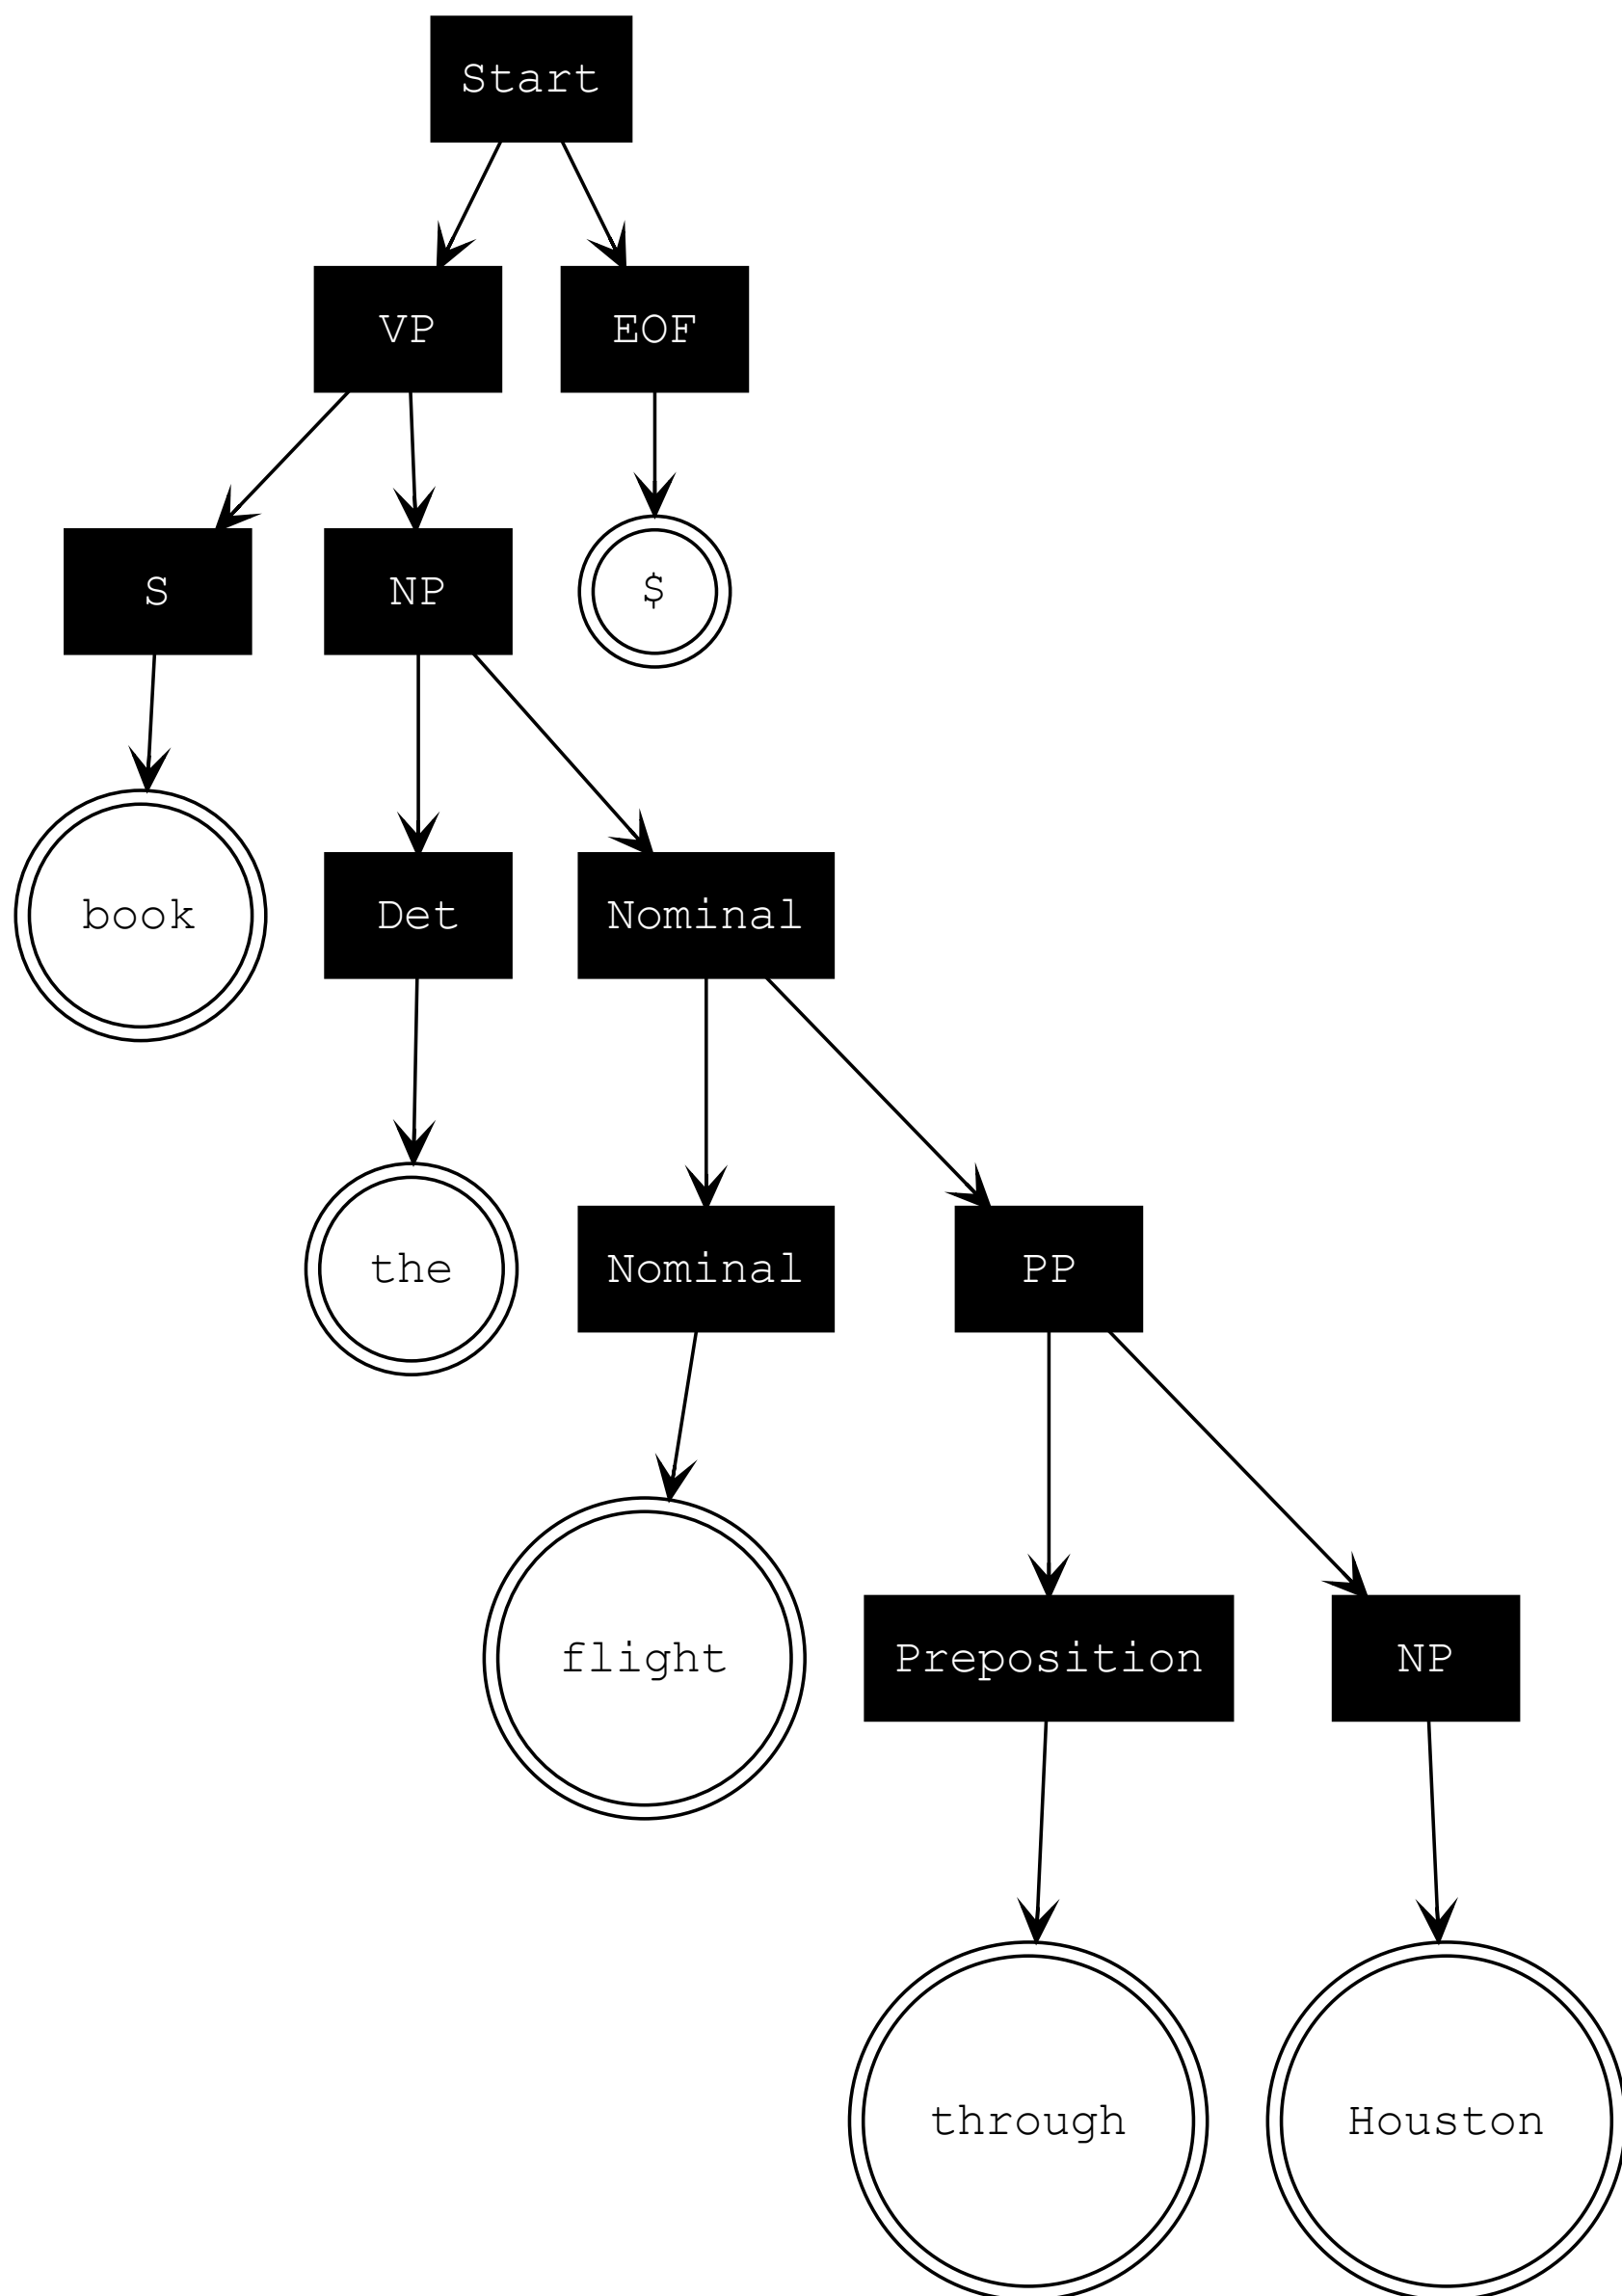 Start
VP EOF
S NP $
book Det Nominal
the Nominal PP
flight Preposition NP
through Houston